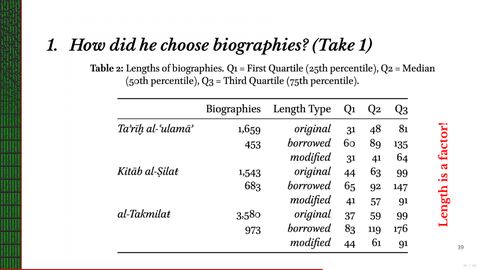 1. How did he choose biographies? (Take 1)
Table 2: Lengths of biographies. Q1 = First Quartile (25th percentile), Q2 = Median
(50th percentile), Q3 = Third Quartile (75th percentile).
Biographies Length Type Q1 Q2 Q3
Taʾrīḫ al-ʿulamāʾ 1,659 original 31 48 81
453 borrowed 60 89 135
modified 31 41 64
Kitāb al-Ṣilaŧ 1,543 original 44 63 99
683 borrowed 65 92 147
modified 41 57 91
al-Takmilaŧ 3,580 original 37 59 99
973 borrowed 83 119 176
modified 44 61 91
Length is a factor!